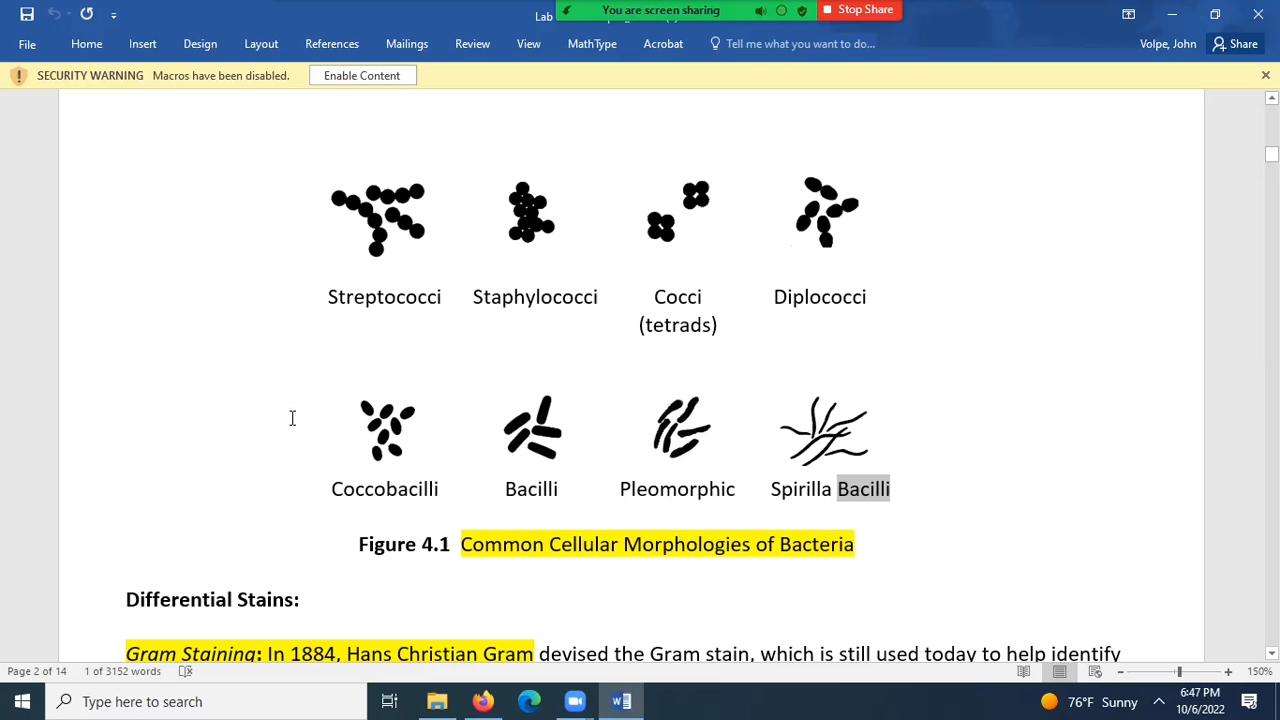 Lab
You are screen sharing
Stop Share
File Home Insert Design Layout References Mailings Review View MathType Acrobat Tell me what you want to do... Volpe, John Share
SECURITY WARNING Macros have been disabled. Enable Content
Streptococci Staphylococci Cocci Diplococci
(tetrads)
Coccobacilli Bacilli Pleomorphic Spirilla Bacilli
Figure 4.1 Common Cellular Morphologies of Bacteria
Differential Stains:
Gram Staining: In 1884, Hans Christian Gram devised the Gram stain, which is still used today to help identify
Page 2 of 14 1 of 3152 words 150%
Type here to search 76°F Sunny 6:47 PM
10/6/2022